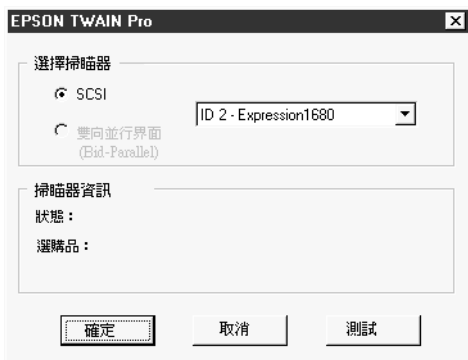 EPSON TWAIN Pro
選擇掃瞄器
SCSI
ID 2 - Expression1680
雙向並行界面
(Bid-Parallel)
掃瞄器資訊
狀態：
選購品：
確定
取消
測試